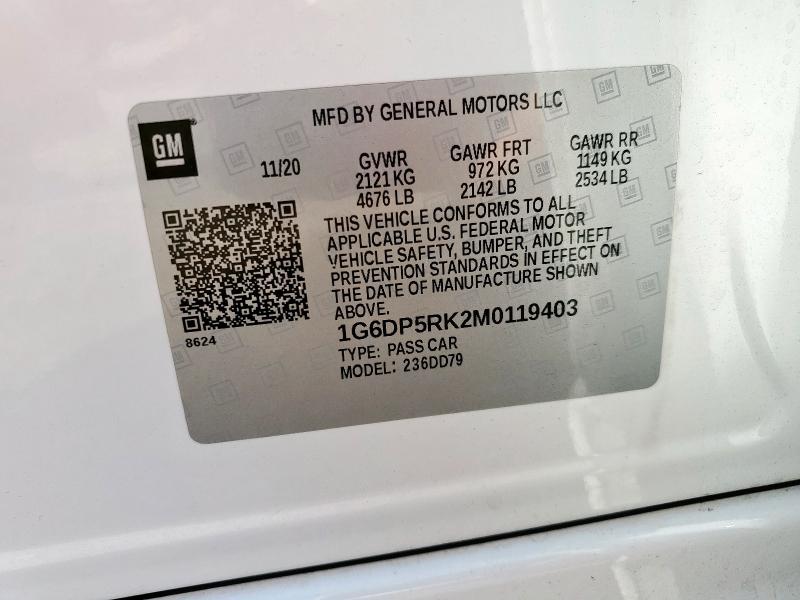 MFD BY GENERAL MOTORS LLC
GM
11/20
GVWR
2121 KG
4676 LB
GAWR FRT
972 KG
2142 LB
GAWR RR
1149 KG
2534 LB
THIS VEHICLE CONFORMS TO ALL
APPLICABLE U.S. FEDERAL MOTOR
VEHICLE SAFETY, BUMPER, AND THEFT
PREVENTION STANDARDS IN EFFECT ON
THE DATE OF MANUFACTURE SHOWN
ABOVE.
8624
1G6DP5RK2M0119403
TYPE: PASS CAR
MODEL: 236DD79